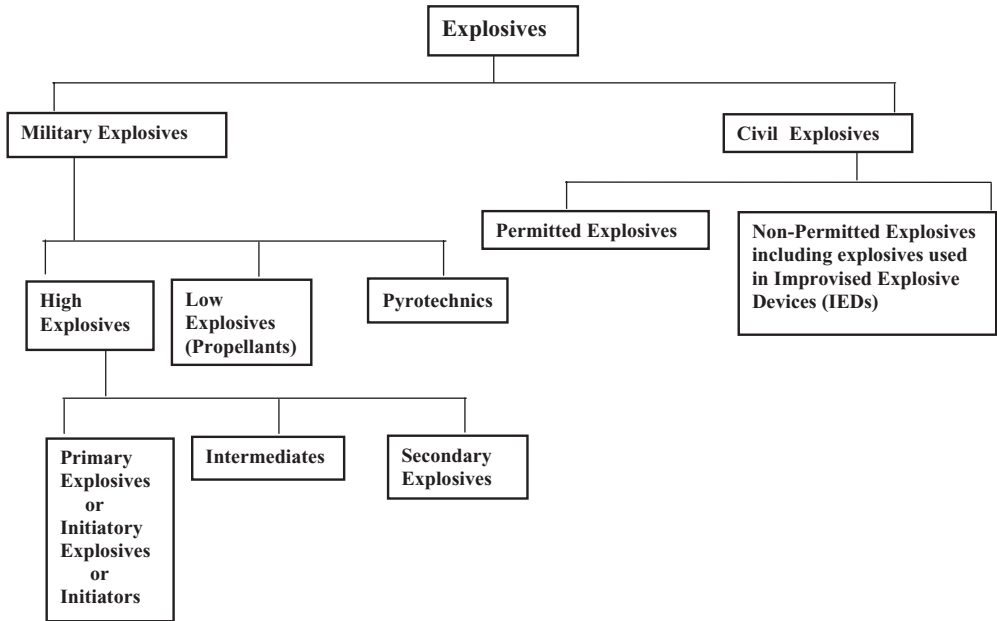 Explosives
Military Explosives
Civil Explosives
Permitted Explosives
Non-Permitted Explosives
including explosives used
in Improvised Explosive
Devices (IEDs)
High
Explosives
Low
Explosives
(Propellants)
Pyrotechnics
Primary
Explosives
or
Initiatory
Explosives
or
Initiators
Intermediates
Secondary
Explosives